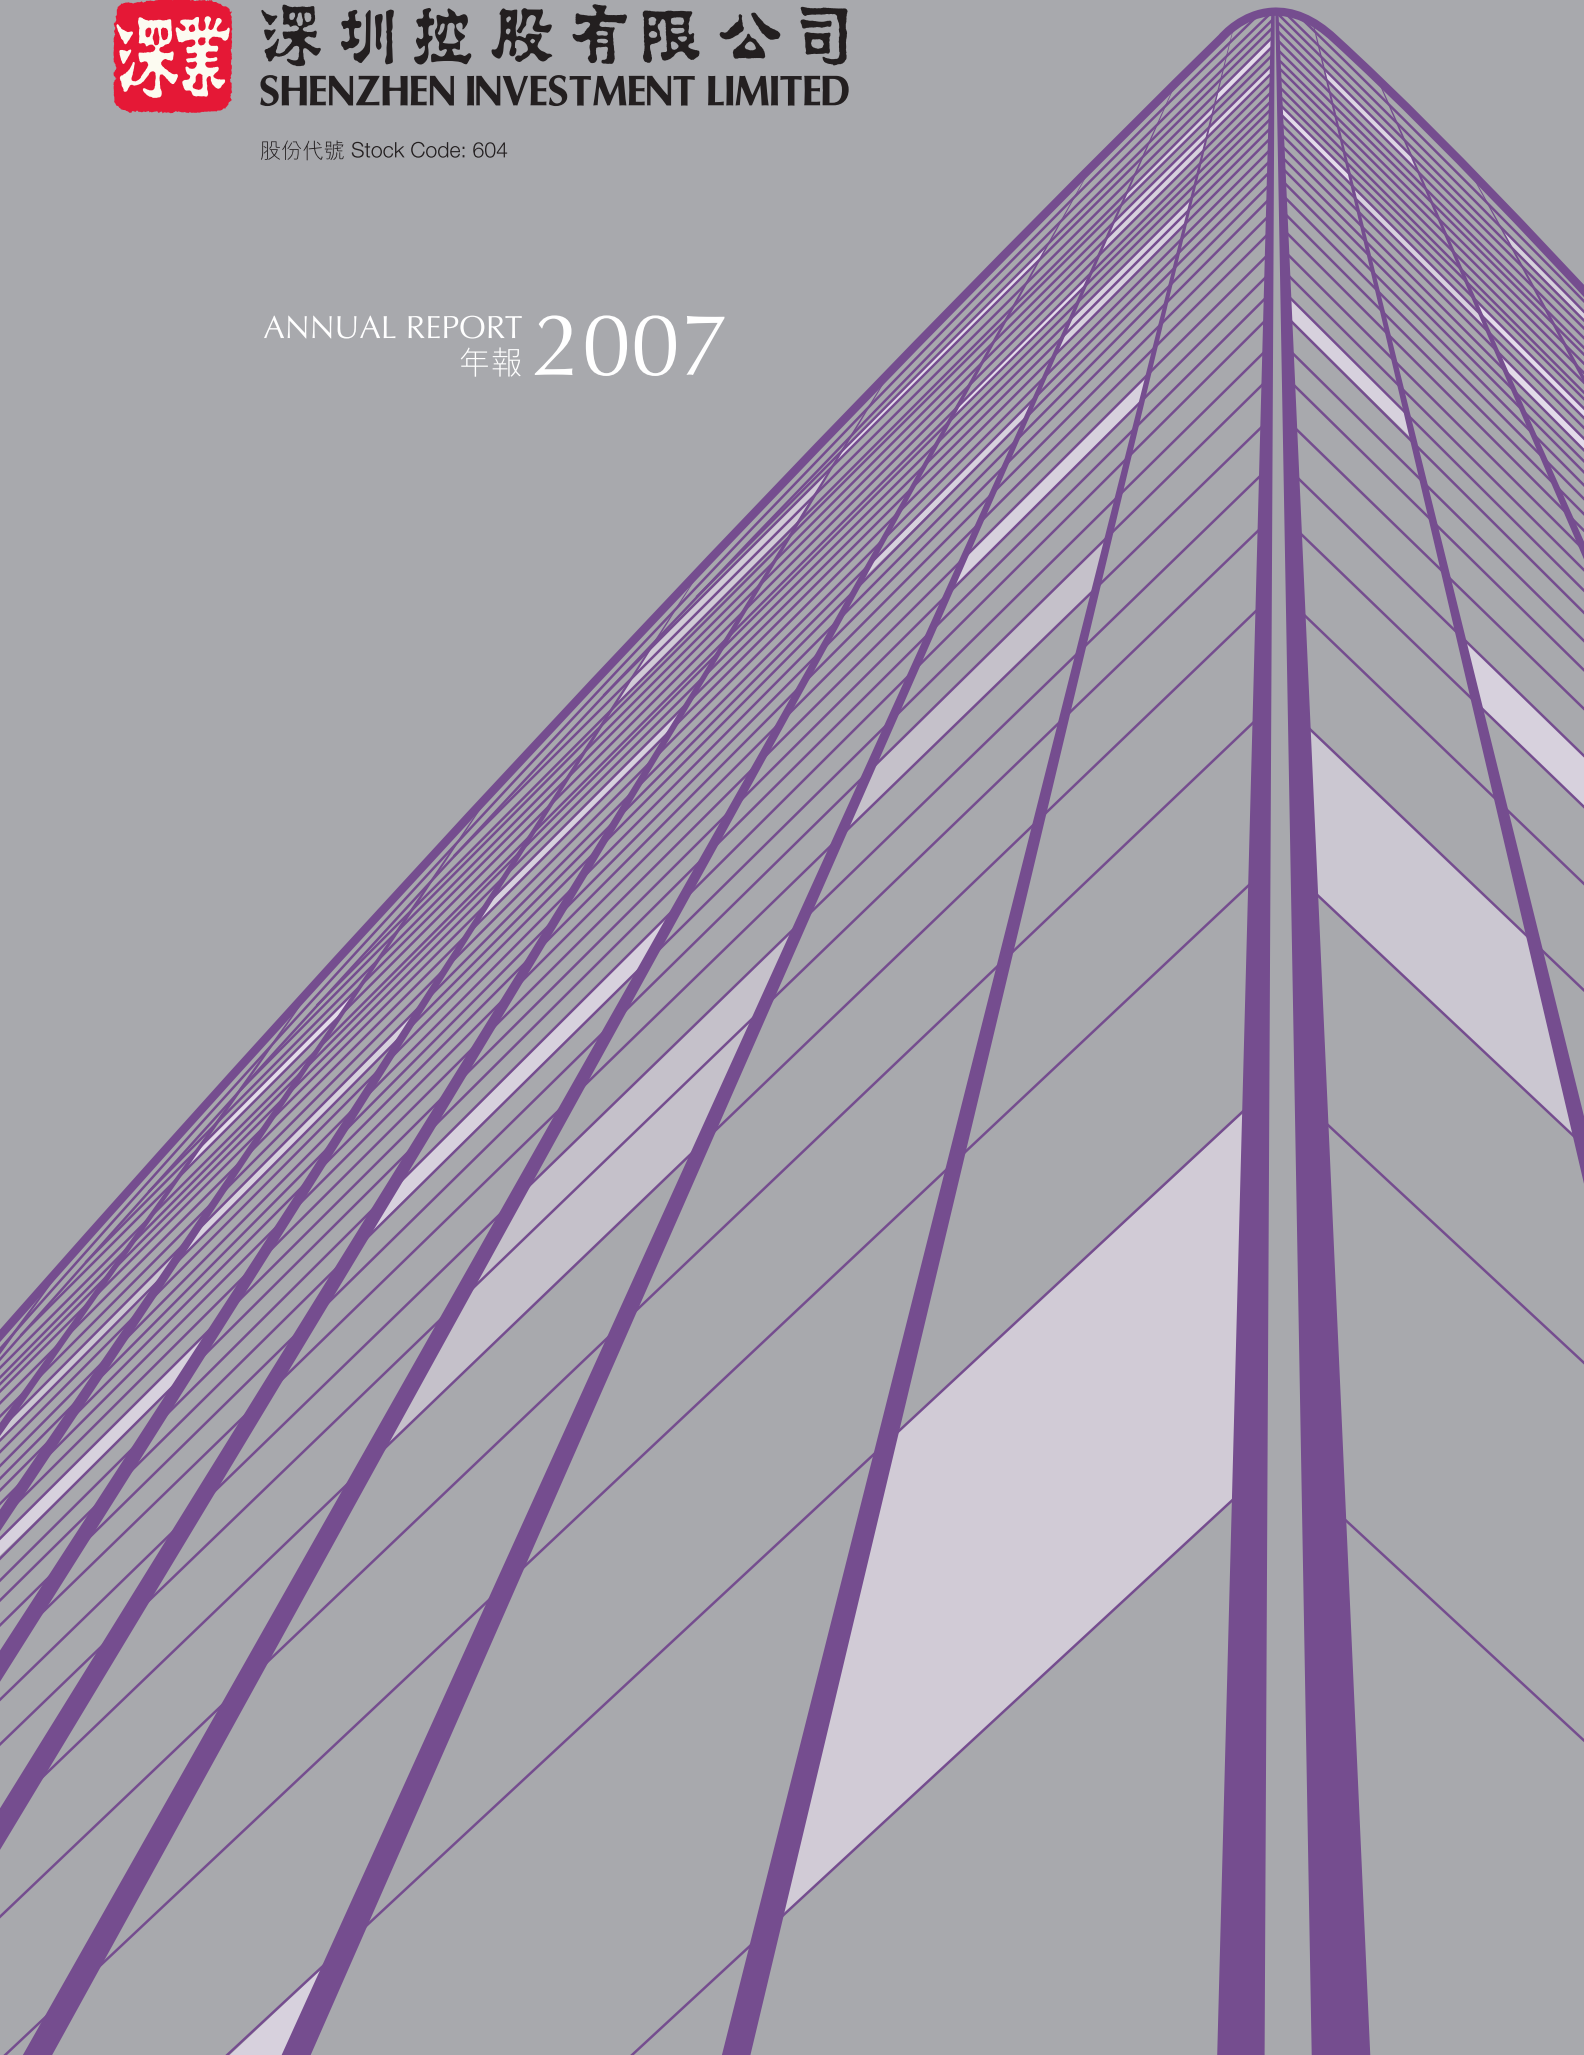 深業
深圳控股有限公司
SHENZHEN INVESTMENT LIMITED
股份代號 Stock Code: 604
ANNUAL REPORT 2007
年報